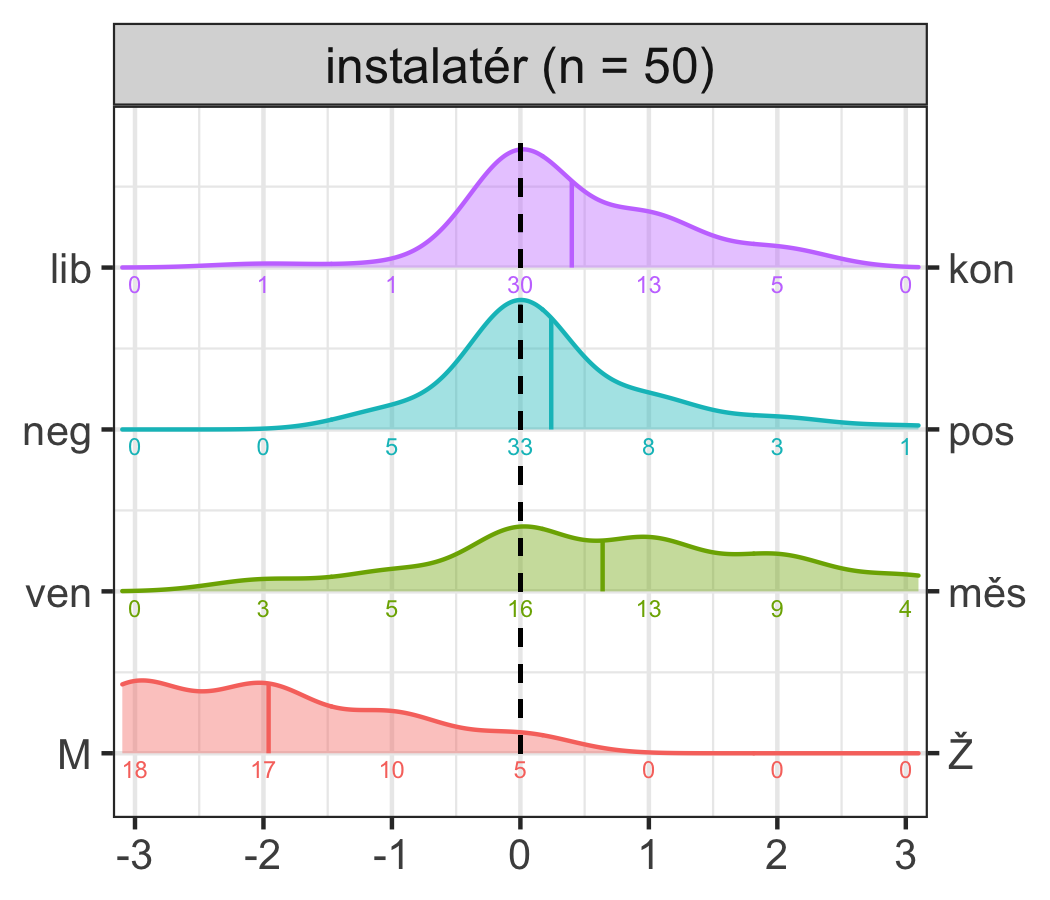 instalatér (n = 50)
lib kon
0 1 1 30 13 5 0
neg pos
0 0 5 33 8 3 1
ven měs
0 3 5 16 13 9 4
M Ž
18 17 10 5 0 0 0
-3 -2 -1 0 1 2 3